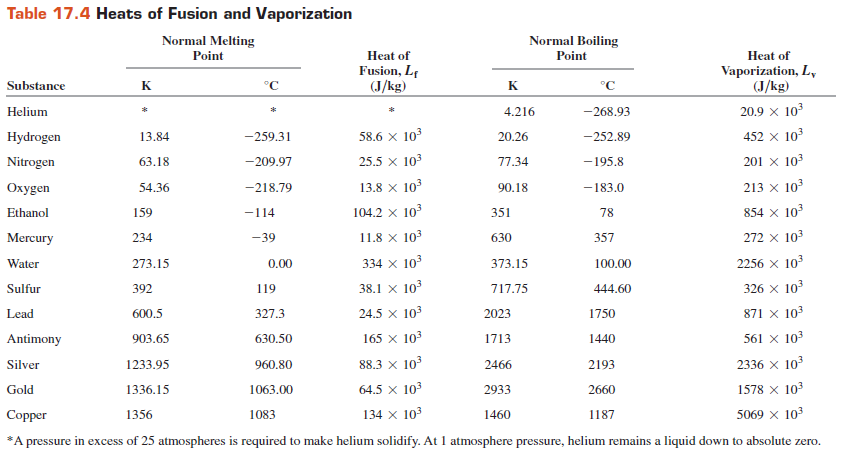 Table 17.4 Heats of Fusion and Vaporization
Normal Melting Point Heat of Fusion, Lf (J/kg) Normal Boiling Point Heat of Vaporization, Lv (J/kg)
Substance K °C K °C
Helium * * * 4.216 −268.93 20.9 × 10³
Hydrogen 13.84 −259.31 58.6 × 10³ 20.26 −252.89 452 × 10³
Nitrogen 63.18 −209.97 25.5 × 10³ 77.34 −195.8 201 × 10³
Oxygen 54.36 −218.79 13.8 × 10³ 90.18 −183.0 213 × 10³
Ethanol 159 −114 104.2 × 10³ 351 78 854 × 10³
Mercury 234 −39 11.8 × 10³ 630 357 272 × 10³
Water 273.15 0.00 334 × 10³ 373.15 100.00 2256 × 10³
Sulfur 392 119 38.1 × 10³ 717.75 444.60 326 × 10³
Lead 600.5 327.3 24.5 × 10³ 2023 1750 871 × 10³
Antimony 903.65 630.50 165 × 10³ 1713 1440 561 × 10³
Silver 1233.95 960.80 88.3 × 10³ 2466 2193 2336 × 10³
Gold 1336.15 1063.00 64.5 × 10³ 2933 2660 1578 × 10³
Copper 1356 1083 134 × 10³ 1460 1187 5069 × 10³
*A pressure in excess of 25 atmospheres is required to make helium solidify. At 1 atmosphere pressure, helium remains a liquid down to absolute zero.